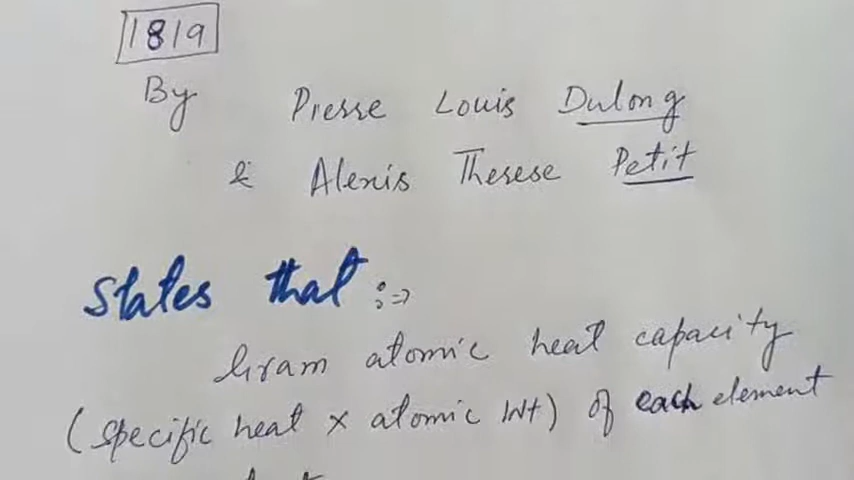 1819
By Pierre Louis Dulong
& Alexis Therese Petit
States that :⇒
Gram atomic heat capacity
(specific heat × atomic Wt) of each element